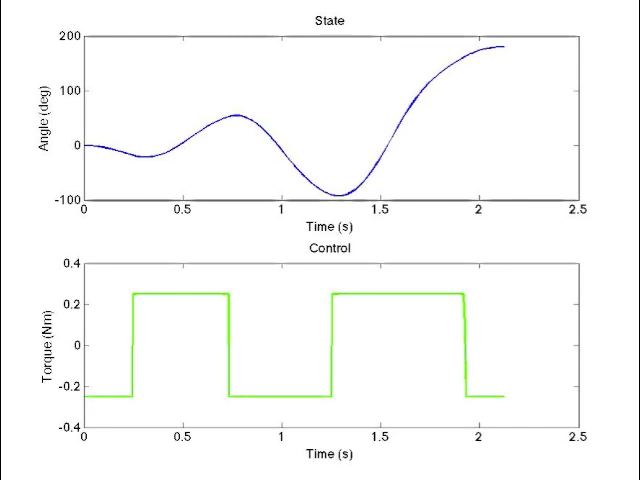 State
200
100
0
-100
Angle (deg)
0 0.5 1 1.5 2 2.5
Time (s)
Control
0.4
0.2
0
-0.2
-0.4
Torque (Nm)
0 0.5 1 1.5 2 2.5
Time (s)